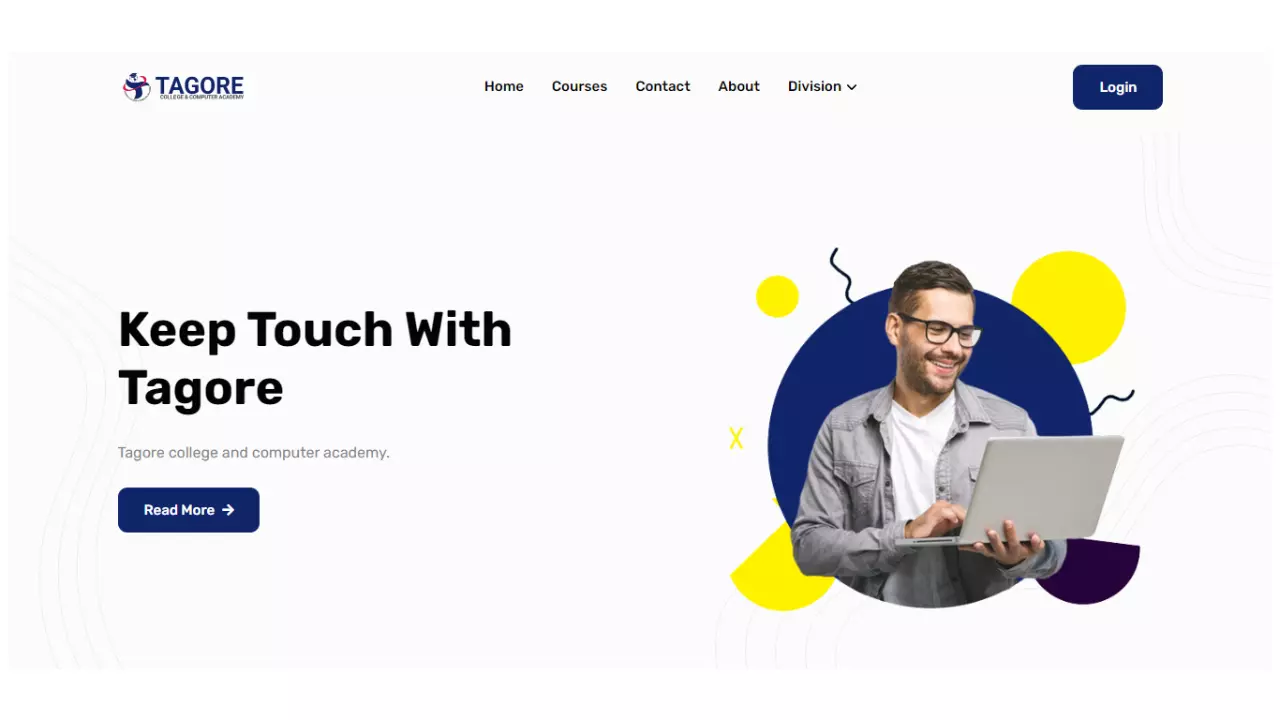 TAGORE
COLLEGE & COMPUTER ACADEMY
Home Courses Contact About Division
Login
Keep Touch With
Tagore
Tagore college and computer academy.
Read More